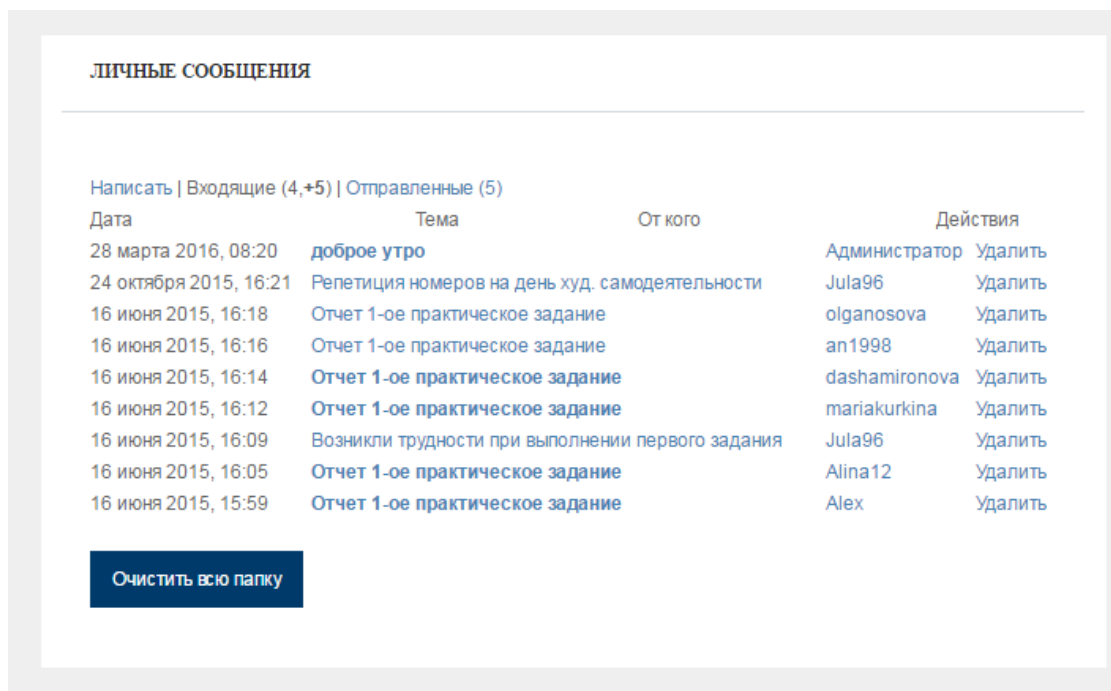 ЛИЧНЫЕ СООБЩЕНИЯ
Написать | Входящие (4,+5) | Отправленные (5)
Дата Тема От кого Действия
28 марта 2016, 08:20 доброе утро Администратор Удалить
24 октября 2015, 16:21 Репетиция номеров на день худ. самодеятельности Jula96 Удалить
16 июня 2015, 16:18 Отчет 1-ое практическое задание olganosova Удалить
16 июня 2015, 16:16 Отчет 1-ое практическое задание an1998 Удалить
16 июня 2015, 16:14 Отчет 1-ое практическое задание dashamironova Удалить
16 июня 2015, 16:12 Отчет 1-ое практическое задание mariakurkina Удалить
16 июня 2015, 16:09 Возникли трудности при выполнении первого задания Jula96 Удалить
16 июня 2015, 16:05 Отчет 1-ое практическое задание Alina12 Удалить
16 июня 2015, 15:59 Отчет 1-ое практическое задание Alex Удалить
Очистить всю папку